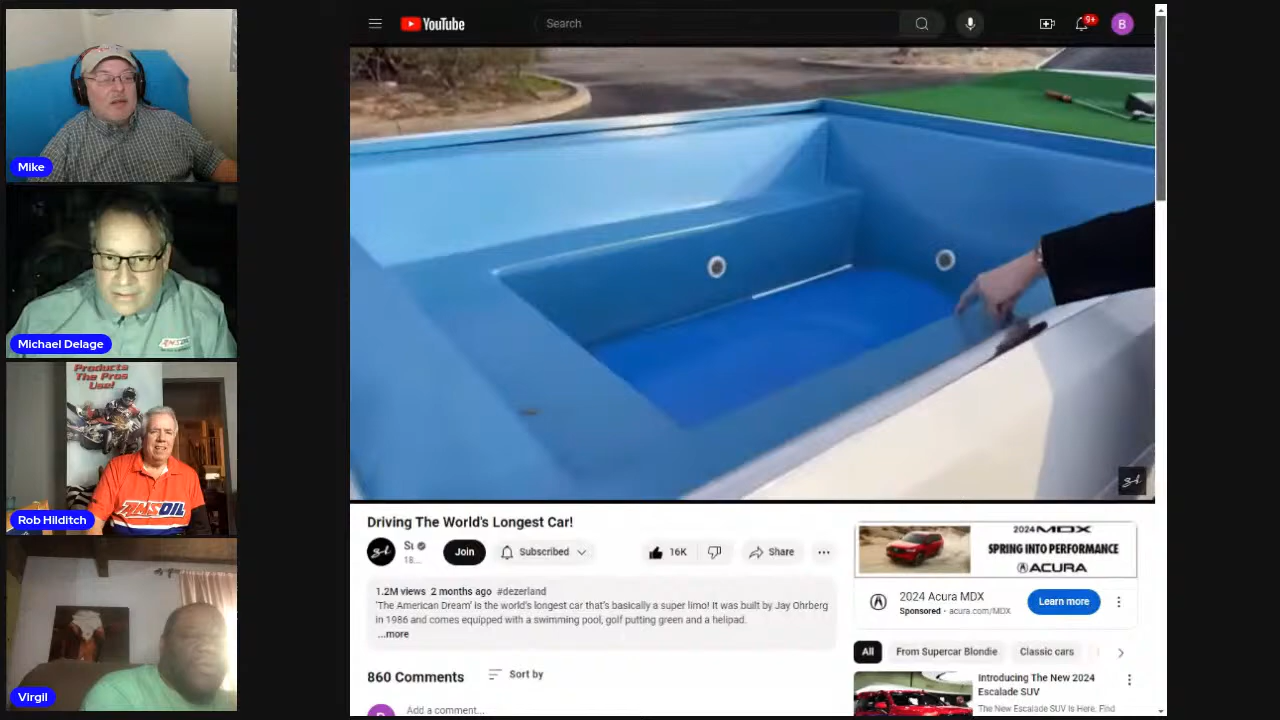 Mike
Michael Delage
AMSOIL
Products
The Pros
Use!
AMSOIL
Rob Hilditch
Virgil
YouTube
Search
9+
B
Driving The World's Longest Car!
18...
Join
Subscribed
16K
Share
1.2M views 2 months ago #dezerland
'The American Dream' is the world's longest car that's basically a super limo! It was built by Jay Ohrberg
in 1986 and comes equipped with a swimming pool, golf putting green and a helipad.
...more
860 Comments
Sort by
Add a comment...
2024 MDX
SPRING INTO PERFORMANCE
ACURA
2024 Acura MDX
Sponsored · acura.com/MDX
Learn more
All
From Supercar Blondie
Classic cars
Introducing The New 2024
Escalade SUV
The New Escalade SUV Is Here. Find